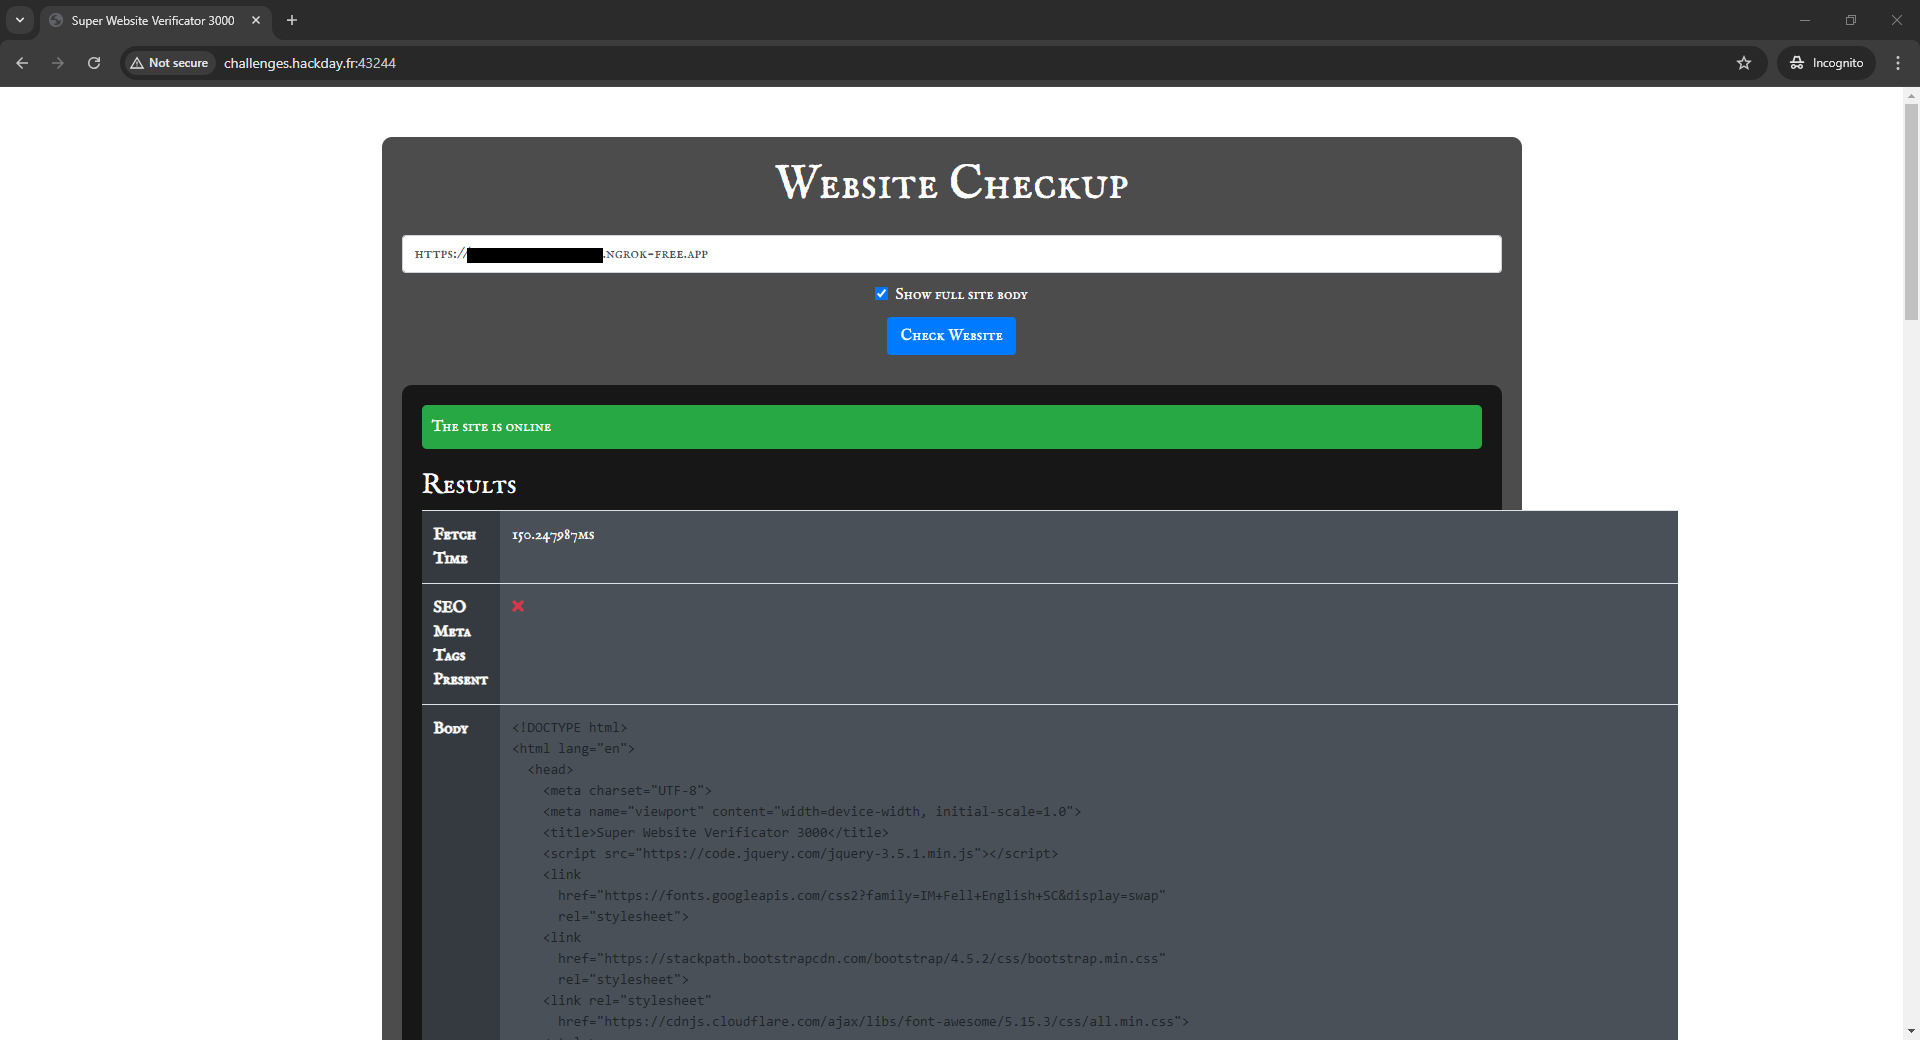 Super Website Verificator 3000
Not secure
challenges.hackday.fr:43244
Incognito
Website Checkup
https://
.ngrok-free.app
Show full site body
Check Website
The site is online
Results
Fetch
Time
150.247987ms
SEO
Meta
Tags
Present
Body
<!DOCTYPE html>
<html lang="en">
<head>
<meta charset="UTF-8">
<meta name="viewport" content="width=device-width, initial-scale=1.0">
<title>Super Website Verificator 3000</title>
<script src="https://code.jquery.com/jquery-3.5.1.min.js"></script>
<link
href="https://fonts.googleapis.com/css2?family=IM+Fell+English+SC&display=swap"
rel="stylesheet">
<link
href="https://stackpath.bootstrapcdn.com/bootstrap/4.5.2/css/bootstrap.min.css"
rel="stylesheet">
<link rel="stylesheet"
href="https://cdnjs.cloudflare.com/ajax/libs/font-awesome/5.15.3/css/all.min.css">